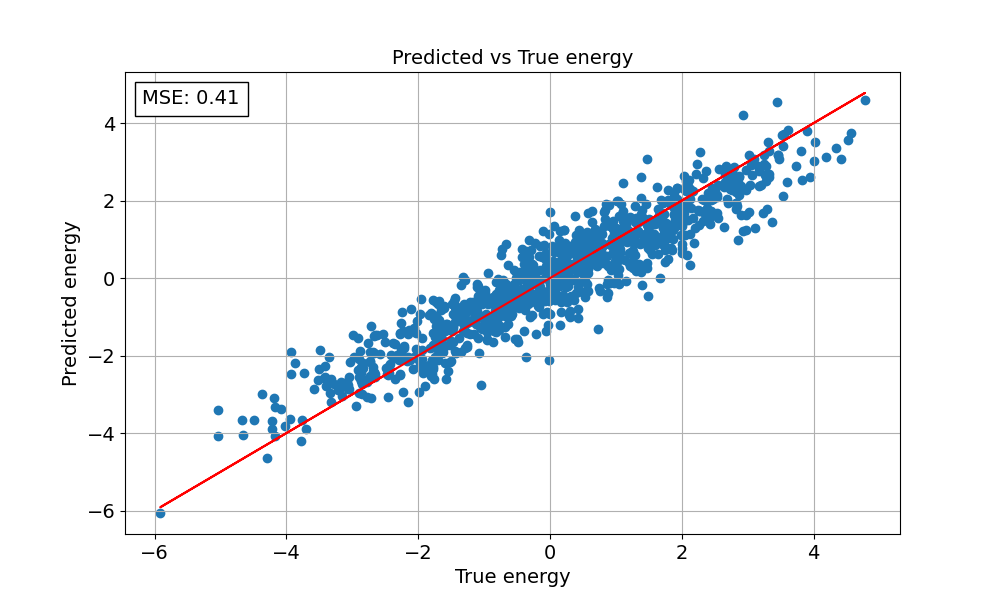 Predicted vs True energy
MSE: 0.41
Predicted energy
4
2
0
−2
−4
−6
−6 −4 −2 0 2 4
True energy